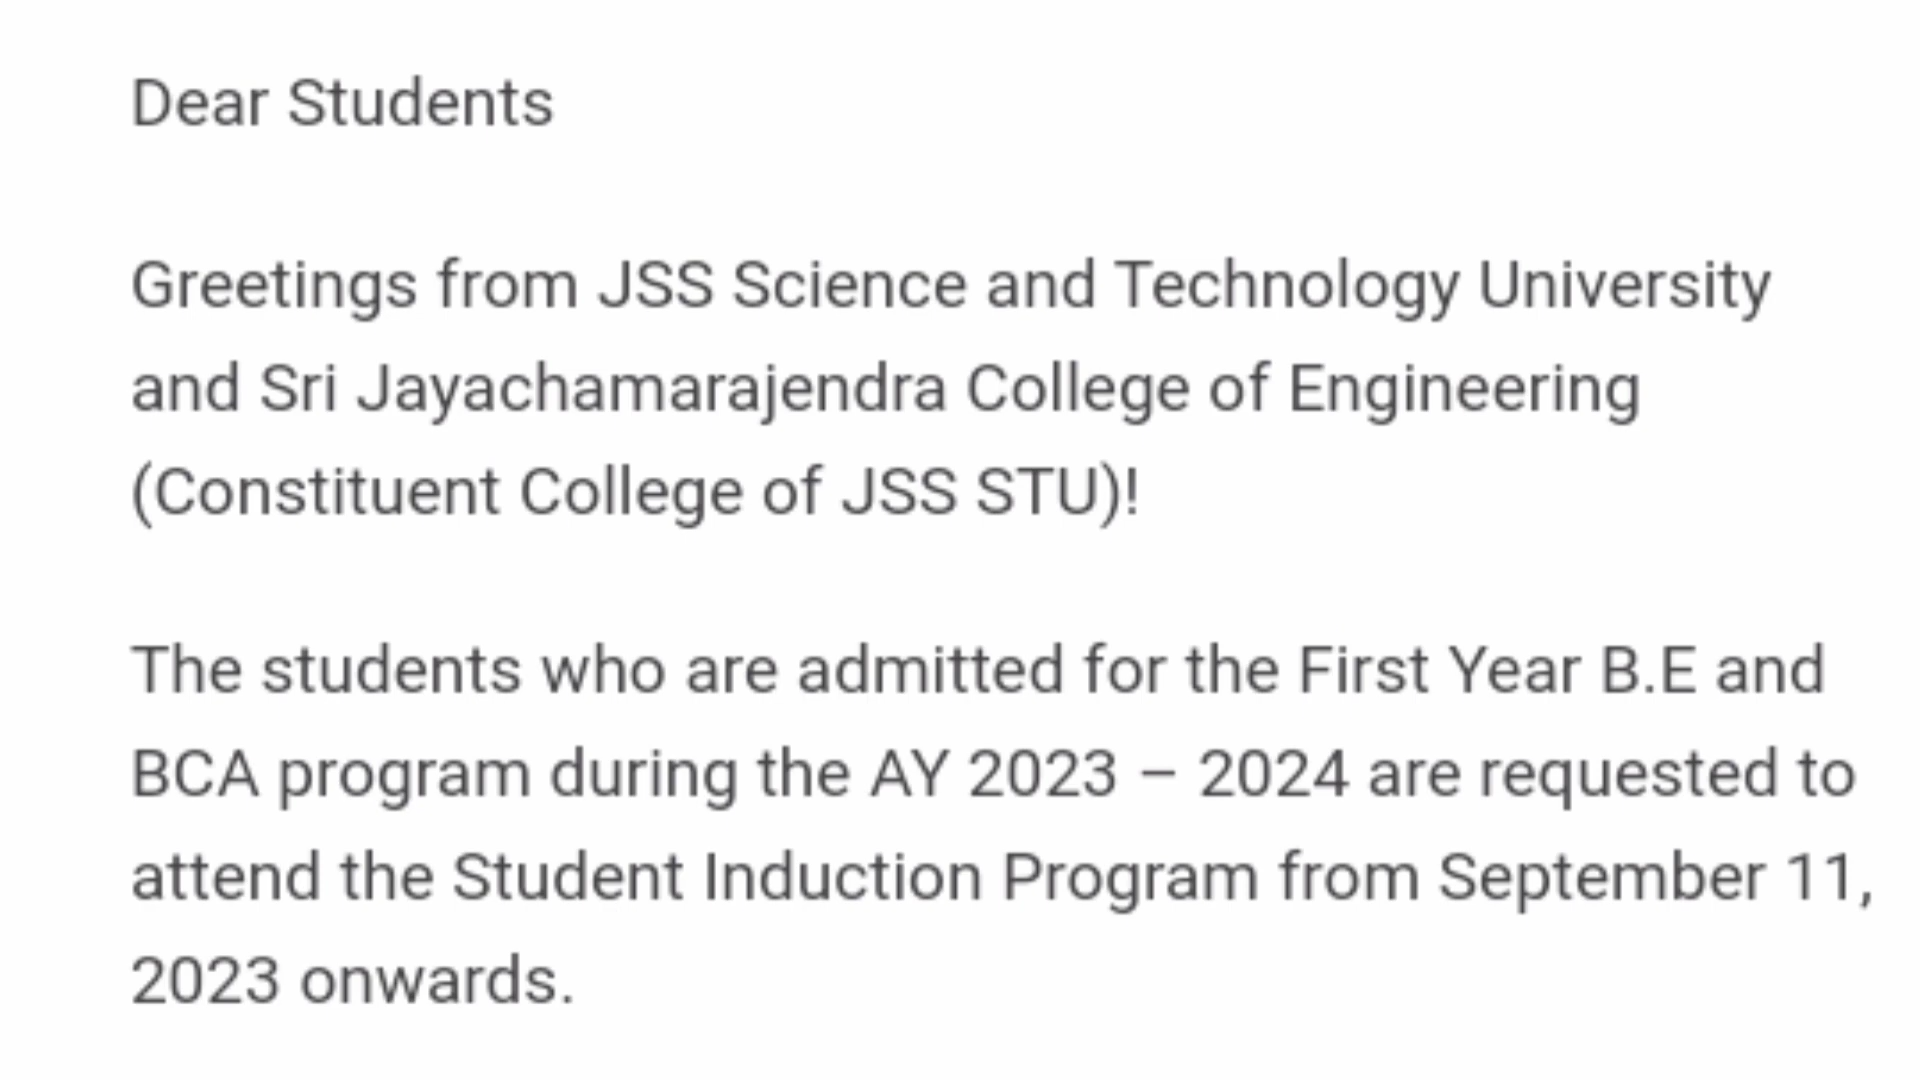 Dear Students
Greetings from JSS Science and Technology University
and Sri Jayachamarajendra College of Engineering
(Constituent College of JSS STU)!
The students who are admitted for the First Year B.E and
BCA program during the AY 2023 – 2024 are requested to
attend the Student Induction Program from September 11,
2023 onwards.